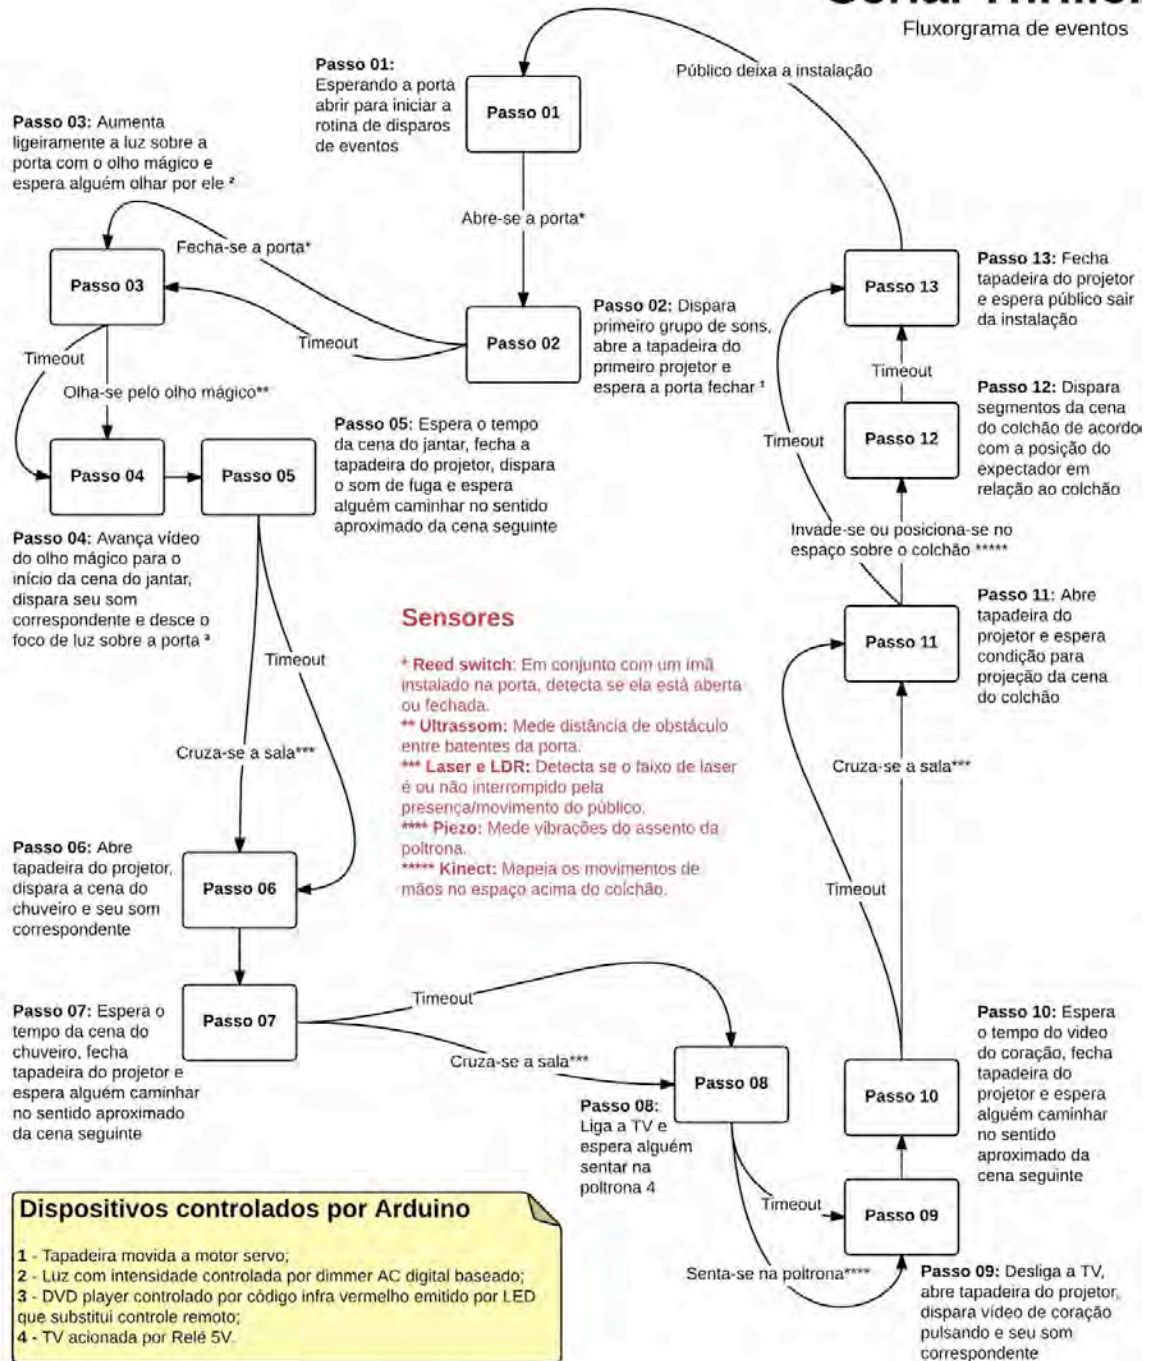 Fluxorgrama de eventos
Público deixa a instalação
Passo 01:
Esperando a porta
abrir para iniciar a
rotina de disparos
de eventos
Passo 01
Passo 03: Aumenta
ligeiramente a luz sobre a
porta com o olho mágico e
espera alguém olhar por ele ²
Abre-se a porta*
Fecha-se a porta*
Passo 03
Timeout
Passo 02
Passo 02: Dispara
primeiro grupo de sons,
abre a tapadeira do
primeiro projetor e
espera a porta fechar ¹
Passo 13
Passo 13: Fecha
tapadeira do projetor
e espera público sair
da instalação
Timeout
Olha-se pelo olho mágico**
Timeout
Passo 12: Dispara
segmentos da cena
do colchão de acordo
com a posição do
expectador em
relação ao colchão
Passo 12
Timeout
Passo 05: Espera o tempo
da cena do jantar, fecha a
tapadeira do projetor, dispara
o som de fuga e espera
alguém caminhar no sentido
aproximado da cena seguinte
Passo 04
Passo 05
Passo 04: Avança vídeo
do olho mágico para o
início da cena do jantar,
dispara seu som
correspondente e desce o
foco de luz sobre a porta ³
Invade-se ou posiciona-se no
espaço sobre o colchão *****
Passo 11
Passo 11: Abre
tapadeira do
projetor e espera
condição para
projeção da cena
do colchão
Sensores
* Reed switch: Em conjunto com um imã
instalado na porta, detecta se ela está aberta
ou fechada.
** Ultrassom: Mede distância de obstáculo
entre batentes da porta.
*** Laser e LDR: Detecta se o faixo de laser
é ou não interrompido pela
presença/movimento do público.
**** Piezo: Mede vibrações do assento da
poltrona.
***** Kinect: Mapeia os movimentos de
mãos no espaço acima do colchão.
Timeout
Cruza-se a sala***
Cruza-se a sala***
Timeout
Passo 06: Abre
tapadeira do projetor,
dispara a cena do
chuveiro e seu som
correspondente
Passo 06
Passo 07: Espera o
tempo da cena do
chuveiro, fecha
tapadeira do projetor e
espera alguém caminhar
no sentido aproximado
da cena seguinte
Passo 07
Timeout
Cruza-se a sala***
Passo 08
Passo 08:
Liga a TV e
espera alguém
sentar na
poltrona 4
Passo 10
Passo 10: Espera
o tempo do video
do coração, fecha
tapadeira do
projetor e espera
alguém caminhar
no sentido
aproximado da
cena seguinte
Timeout
Passo 09
Senta-se na poltrona****
Passo 09: Desliga a TV,
abre tapadeira do projetor,
dispara vídeo de coração
pulsando e seu som
correspondente
Dispositivos controlados por Arduino
1 - Tapadeira movida a motor servo;
2 - Luz com intensidade controlada por dimmer AC digital baseado;
3 - DVD player controlado por código infra vermelho emitido por LED
que substitui controle remoto;
4 - TV acionada por Relé 5V.